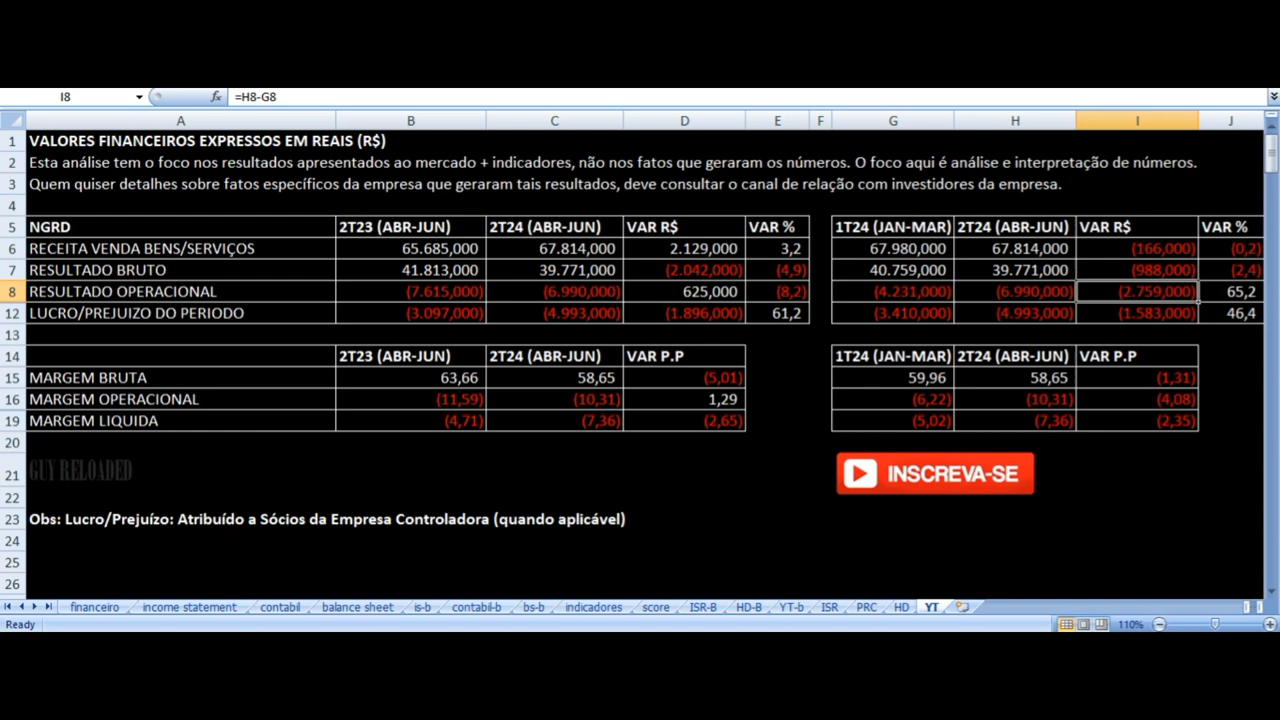 I8 fx =H8-G8
A B C D E F G H I J
1 VALORES FINANCEIROS EXPRESSOS EM REAIS (R$)
2 Esta análise tem o foco nos resultados apresentados ao mercado + indicadores, não nos fatos que geraram os números. O foco aqui é análise e interpretação de números.
3 Quem quiser detalhes sobre fatos específicos da empresa que geraram tais resultados, deve consultar o canal de relação com investidores da empresa.
4
5 NGRD 2T23 (ABR-JUN) 2T24 (ABR-JUN) VAR R$ VAR % 1T24 (JAN-MAR) 2T24 (ABR-JUN) VAR R$ VAR %
6 RECEITA VENDA BENS/SERVIÇOS 65.685,000 67.814,000 2.129,000 3,2 67.980,000 67.814,000 (166,000) (0,2)
7 RESULTADO BRUTO 41.813,000 39.771,000 (2.042,000) (4,9) 40.759,000 39.771,000 (988,000) (2,4)
8 RESULTADO OPERACIONAL (7.615,000) (6.990,000) 625,000 (8,2) (4.231,000) (6.990,000) (2.759,000) 65,2
12 LUCRO/PREJUIZO DO PERIODO (3.097,000) (4.993,000) (1.896,000) 61,2 (3.410,000) (4.993,000) (1.583,000) 46,4
13
14 2T23 (ABR-JUN) 2T24 (ABR-JUN) VAR P.P 1T24 (JAN-MAR) 2T24 (ABR-JUN) VAR P.P
15 MARGEM BRUTA 63,66 58,65 (5,01) 59,96 58,65 (1,31)
16 MARGEM OPERACIONAL (11,59) (10,31) 1,29 (6,22) (10,31) (4,08)
19 MARGEM LIQUIDA (4,71) (7,36) (2,65) (5,02) (7,36) (2,35)
20
21 GUY RELOADED INSCREVA-SE
22
23 Obs: Lucro/Prejuízo: Atribuído a Sócios da Empresa Controladora (quando aplicável)
24
25
26
financeiro income statement contabil balance sheet is-b contabil-b bs-b indicadores score ISR-B HD-B YT-b ISR PRC HD YT
Ready 110%